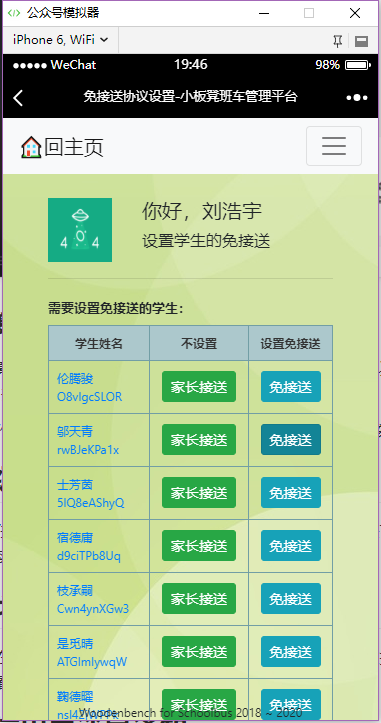 公众号模拟器
iPhone 6, WiFi
WeChat 19:46 98%
免接送协议设置-小板凳班车管理平台
回主页
你好，刘浩宇
设置学生的免接送
4 0 4
需要设置免接送的学生:
学生姓名 不设置 设置免接送
伦腾骏 家长接送 免接送
O8vIgcSLOR
邬天青 家长接送 免接送
rwBJeKPa1x
士芳茵 家长接送 免接送
5IQ8eAShyQ
宿德庸 家长接送 免接送
d9ciTPb8Uq
枝承嗣 家长接送 免接送
Cwn4ynXGw3
是觅晴 家长接送 免接送
ATGImIywqW
鞠德曜 家长接送 免接送
Woodenbench for Schoolbus 2018 ~ 2020